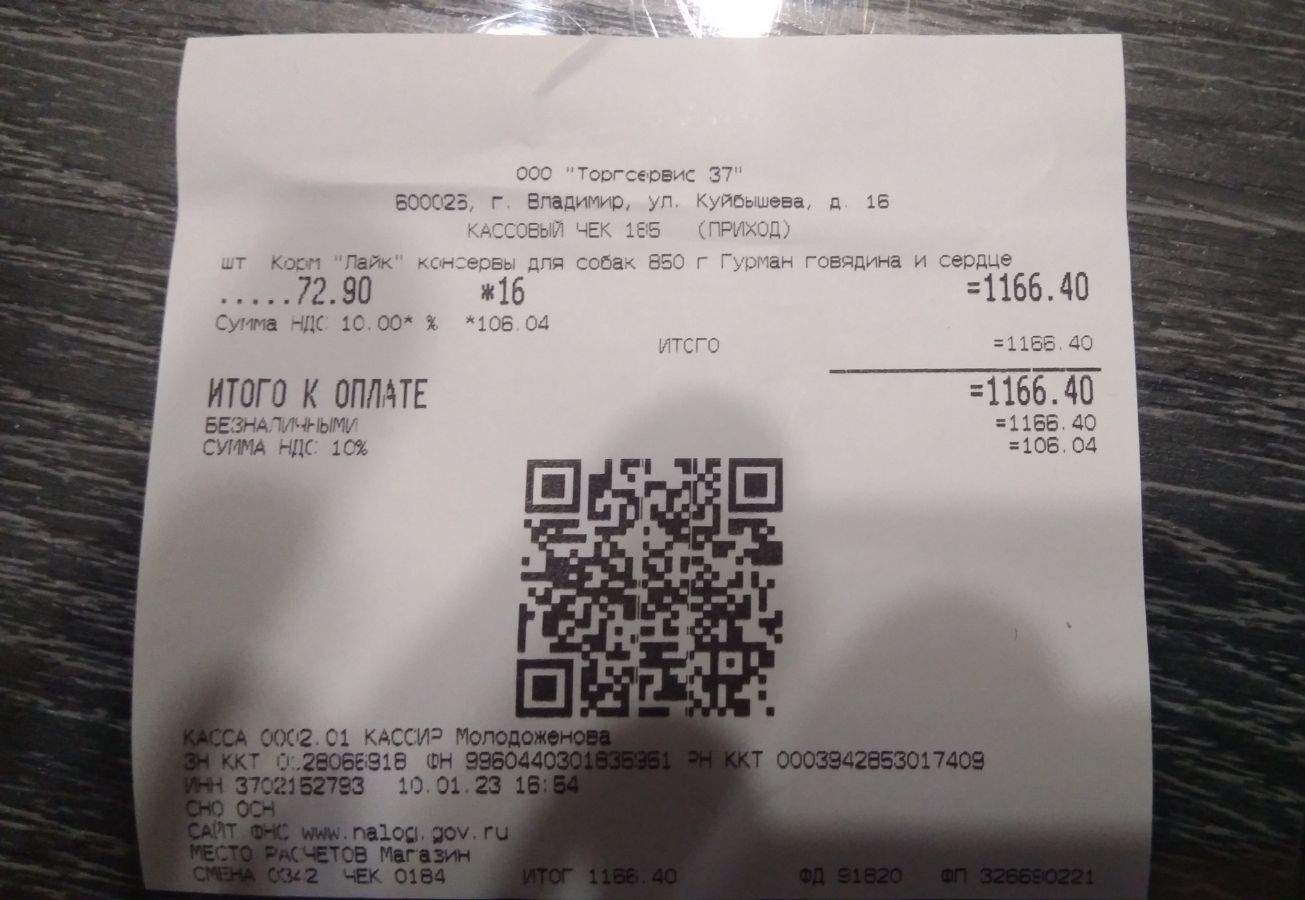 ООО "Торгсервис 37"
г. Владимир, ул. Куйбышева, д. 16
КАССОВЫЙ ЧЕК (ПРИХОД)
шт Корм "Лайк" консервы для собак 850 г Гурман говядина и сердце
.....72.90 *16 =1166.40
Сумма НДС 10.00* % *106.04
ИТОГО =1166.40
ИТОГО К ОПЛАТЕ =1166.40
БЕЗНАЛИЧНЫМИ =1166.40
СУММА НДС 10% =106.04
КАССА 0002.01 КАССИР Молодоженова
ЗН ККТ ФН РН ККТ 0003942853017409
ИНН 3702152793 10.01.23 16:54
СНО ОСН
САЙТ ФНС www.nalog.gov.ru
МЕСТО РАСЧЕТОВ Магазин
СМЕНА 0342 ЧЕК 0184 ИТОГ 1166.40 ФД 91820 ФП 326690221